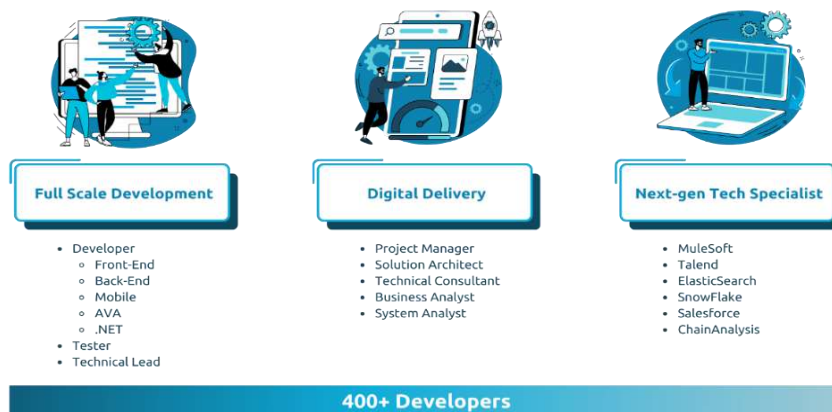 Full Scale Development
Developer
Front-End
Back-End
Mobile
AVA
.NET
Tester
Technical Lead
Digital Delivery
Project Manager
Solution Architect
Technical Consultant
Business Analyst
System Analyst
Next-gen Tech Specialist
MuleSoft
Talend
ElasticSearch
SnowFlake
Salesforce
ChainAnalysis
400+ Developers